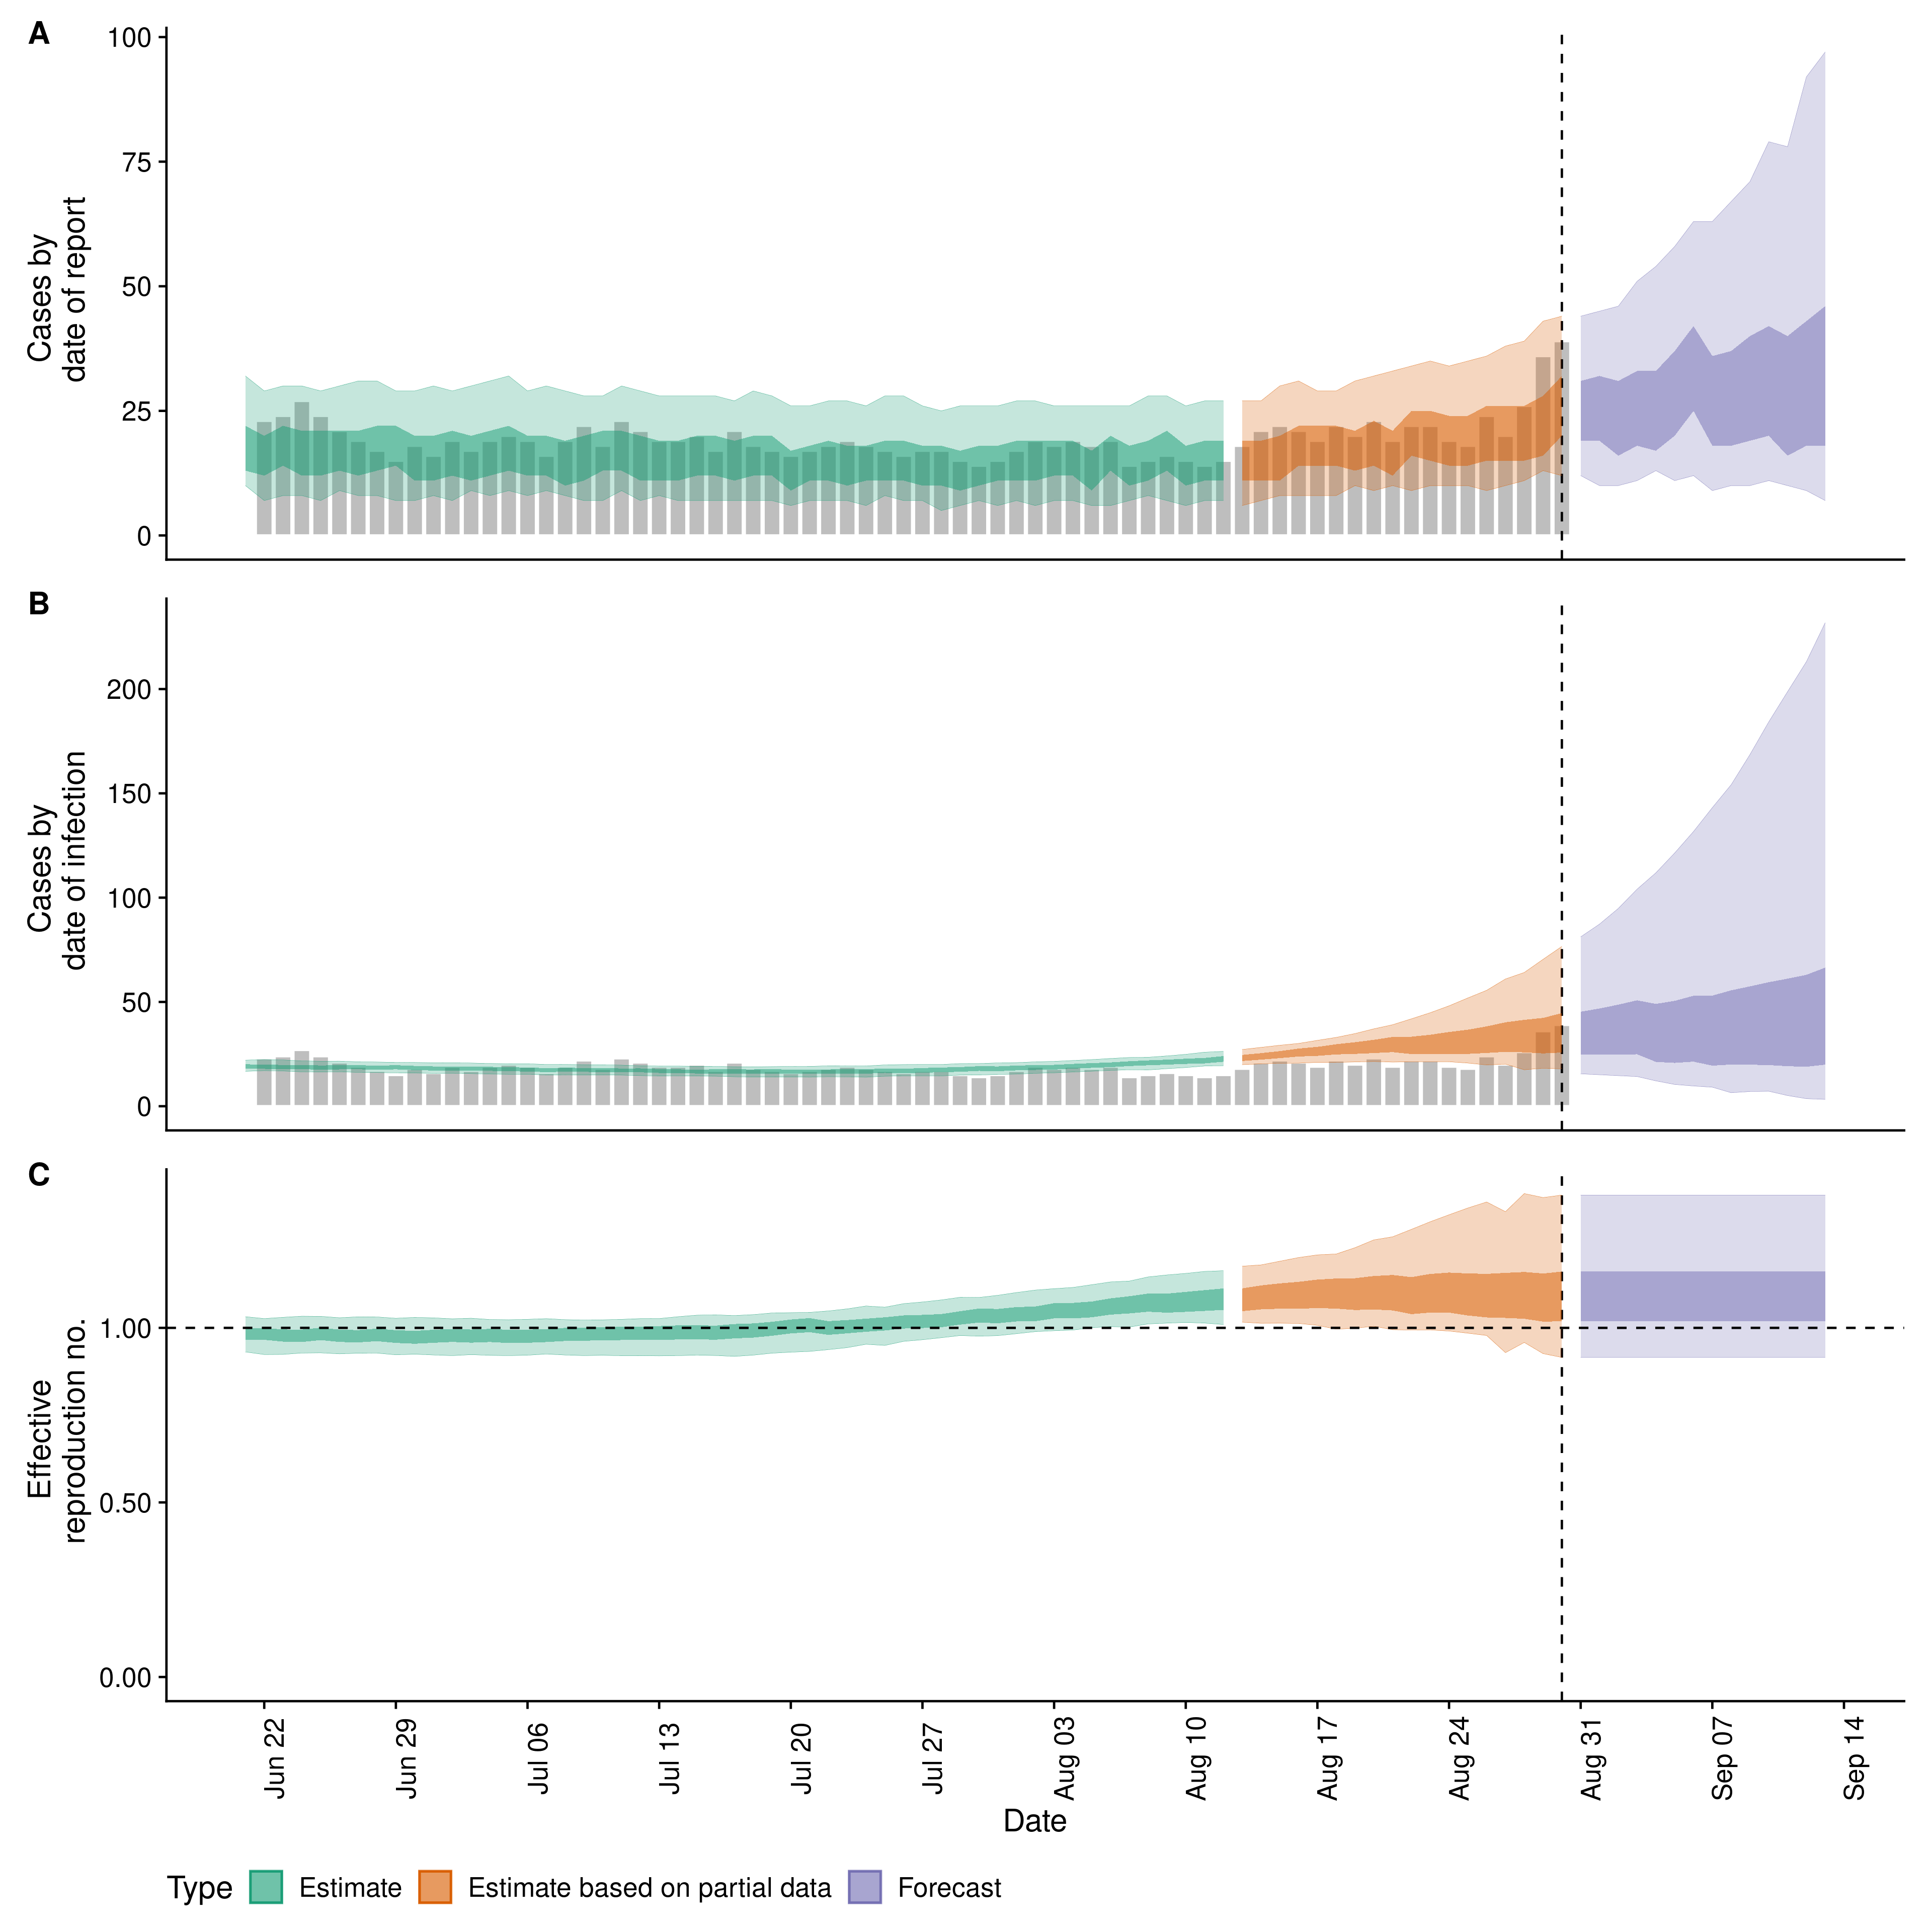 A
Cases by
date of report
100
75
50
25
0
B
Cases by
date of infection
200
150
100
50
0
C
Effective
reproduction no.
1.00
0.50
0.00
Jun 22
Jun 29
Jul 06
Jul 13
Jul 20
Jul 27
Aug 03
Aug 10
Aug 17
Aug 24
Aug 31
Sep 07
Sep 14
Date
Type Estimate Estimate based on partial data Forecast